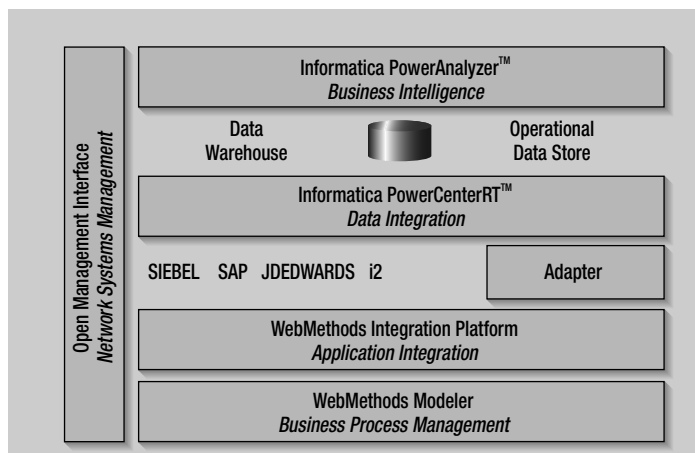 Open Management Interface
Network Systems Management
Informatica PowerAnalyzer™
Business Intelligence
Data
Warehouse
Operational
Data Store
Informatica PowerCenterRT™
Data Integration
SIEBEL SAP JDEDWARDS i2
Adapter
WebMethods Integration Platform
Application Integration
WebMethods Modeler
Business Process Management